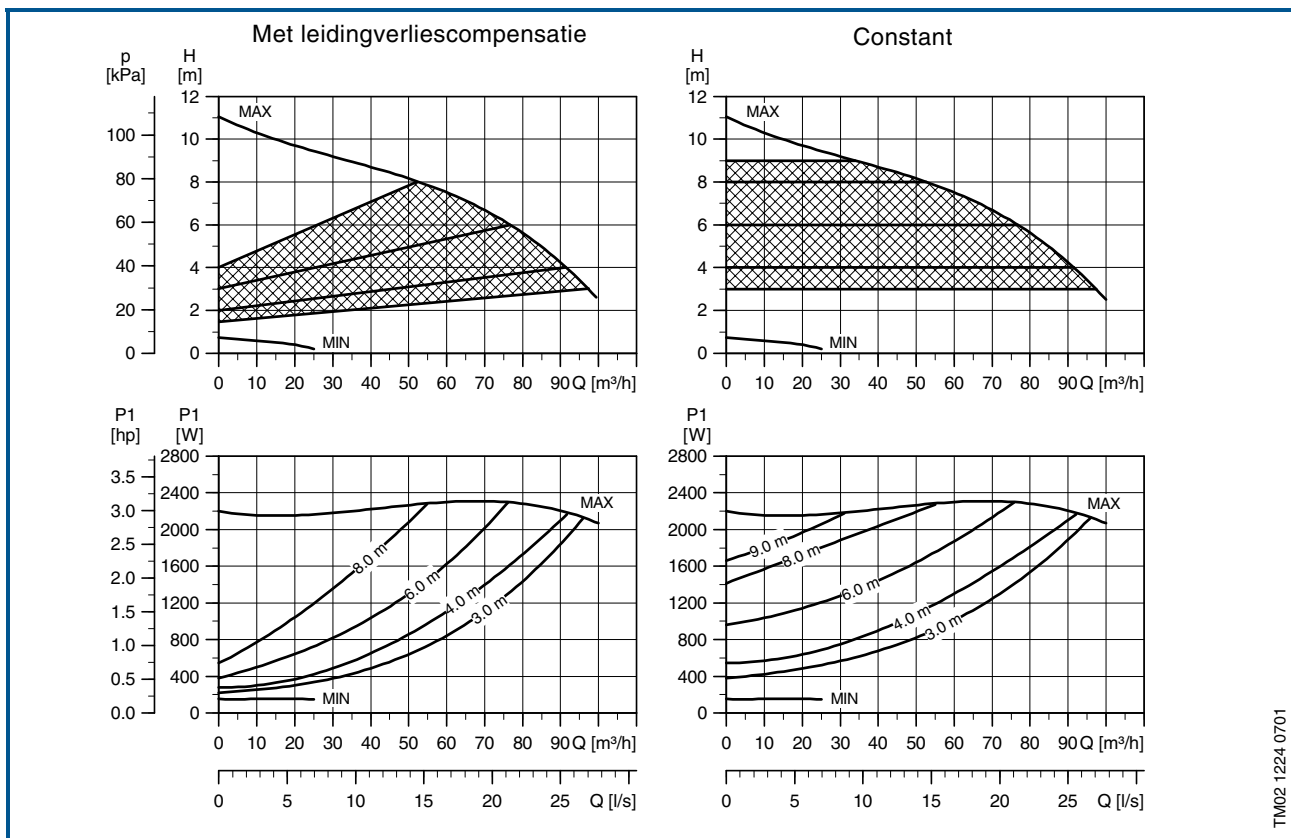 Met leidingverliescompensatie
Constant
p
[kPa]
H
[m]
H
[m]
12
MAX
100
10
80
8
60
6
40
4
20
2
0
0
MIN
0 10 20 30 40 50 60 70 80 90 Q [m³/h]
12
MAX
10
8
6
4
2
0
MIN
0 10 20 30 40 50 60 70 80 90 Q [m³/h]
P1
[hp]
P1
[W]
P1
[W]
2800
3.5
2400
3.0
2000
2.5
1600
2.0
1200
1.5
800
1.0
400
0.5
0
0.0
MAX
8.0 m
6.0 m
4.0 m
3.0 m
MIN
0 10 20 30 40 50 60 70 80 90 Q [m³/h]
0 5 10 15 20 25 Q [l/s]
2800
2400
2000
1600
1200
800
400
0
MAX
9.0 m
8.0 m
6.0 m
4.0 m
3.0 m
MIN
0 10 20 30 40 50 60 70 80 90 Q [m³/h]
0 5 10 15 20 25 Q [l/s]
TM02 1224 0701